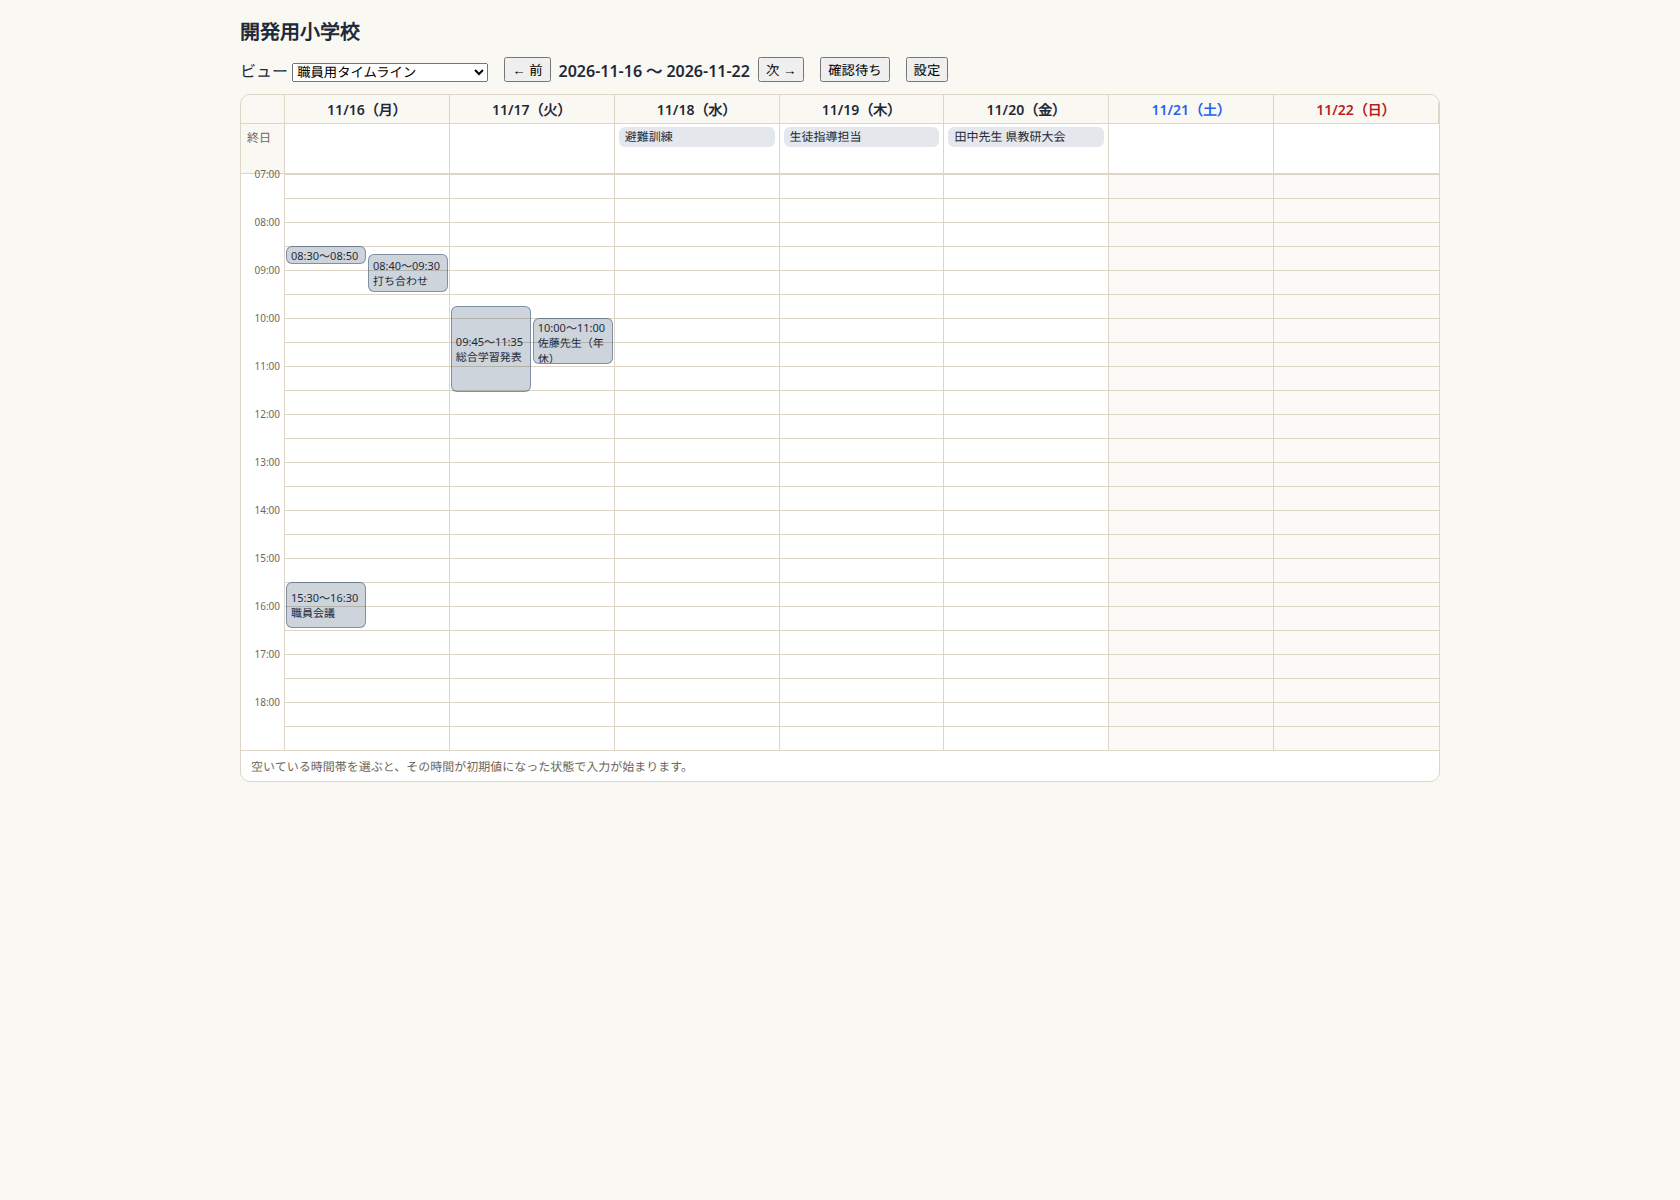 開発用小学校
ビュー 職員用タイムライン ← 前 2026-11-16 〜 2026-11-22 次 → 確認待ち 設定
11/16（月） 11/17（火） 11/18（水） 11/19（木） 11/20（金） 11/21（土） 11/22（日）
終日 避難訓練 生徒指導担当 田中先生 県教研大会
07:00
08:00
08:30〜08:50
08:40〜09:30
打ち合わせ
09:00
09:45〜11:35
総合学習発表
10:00
10:00〜11:00
佐藤先生（年
休）
11:00
12:00
13:00
14:00
15:00
15:30〜16:30
職員会議
16:00
17:00
18:00
空いている時間帯を選ぶと、その時間が初期値になった状態で入力が始まります。